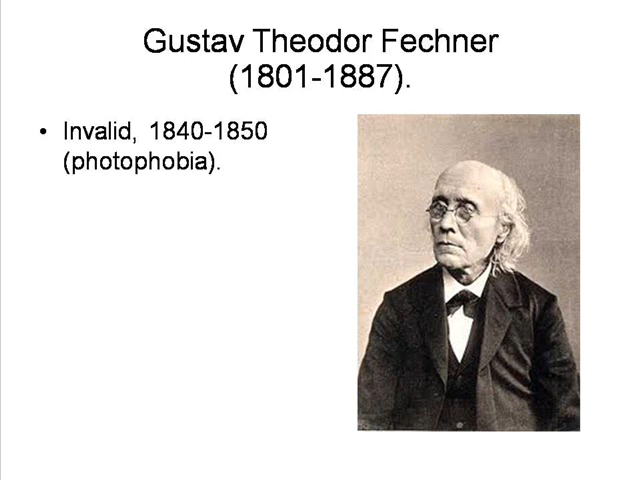 Gustav Theodor Fechner
(1801-1887).
• Invalid, 1840-1850
(photophobia).